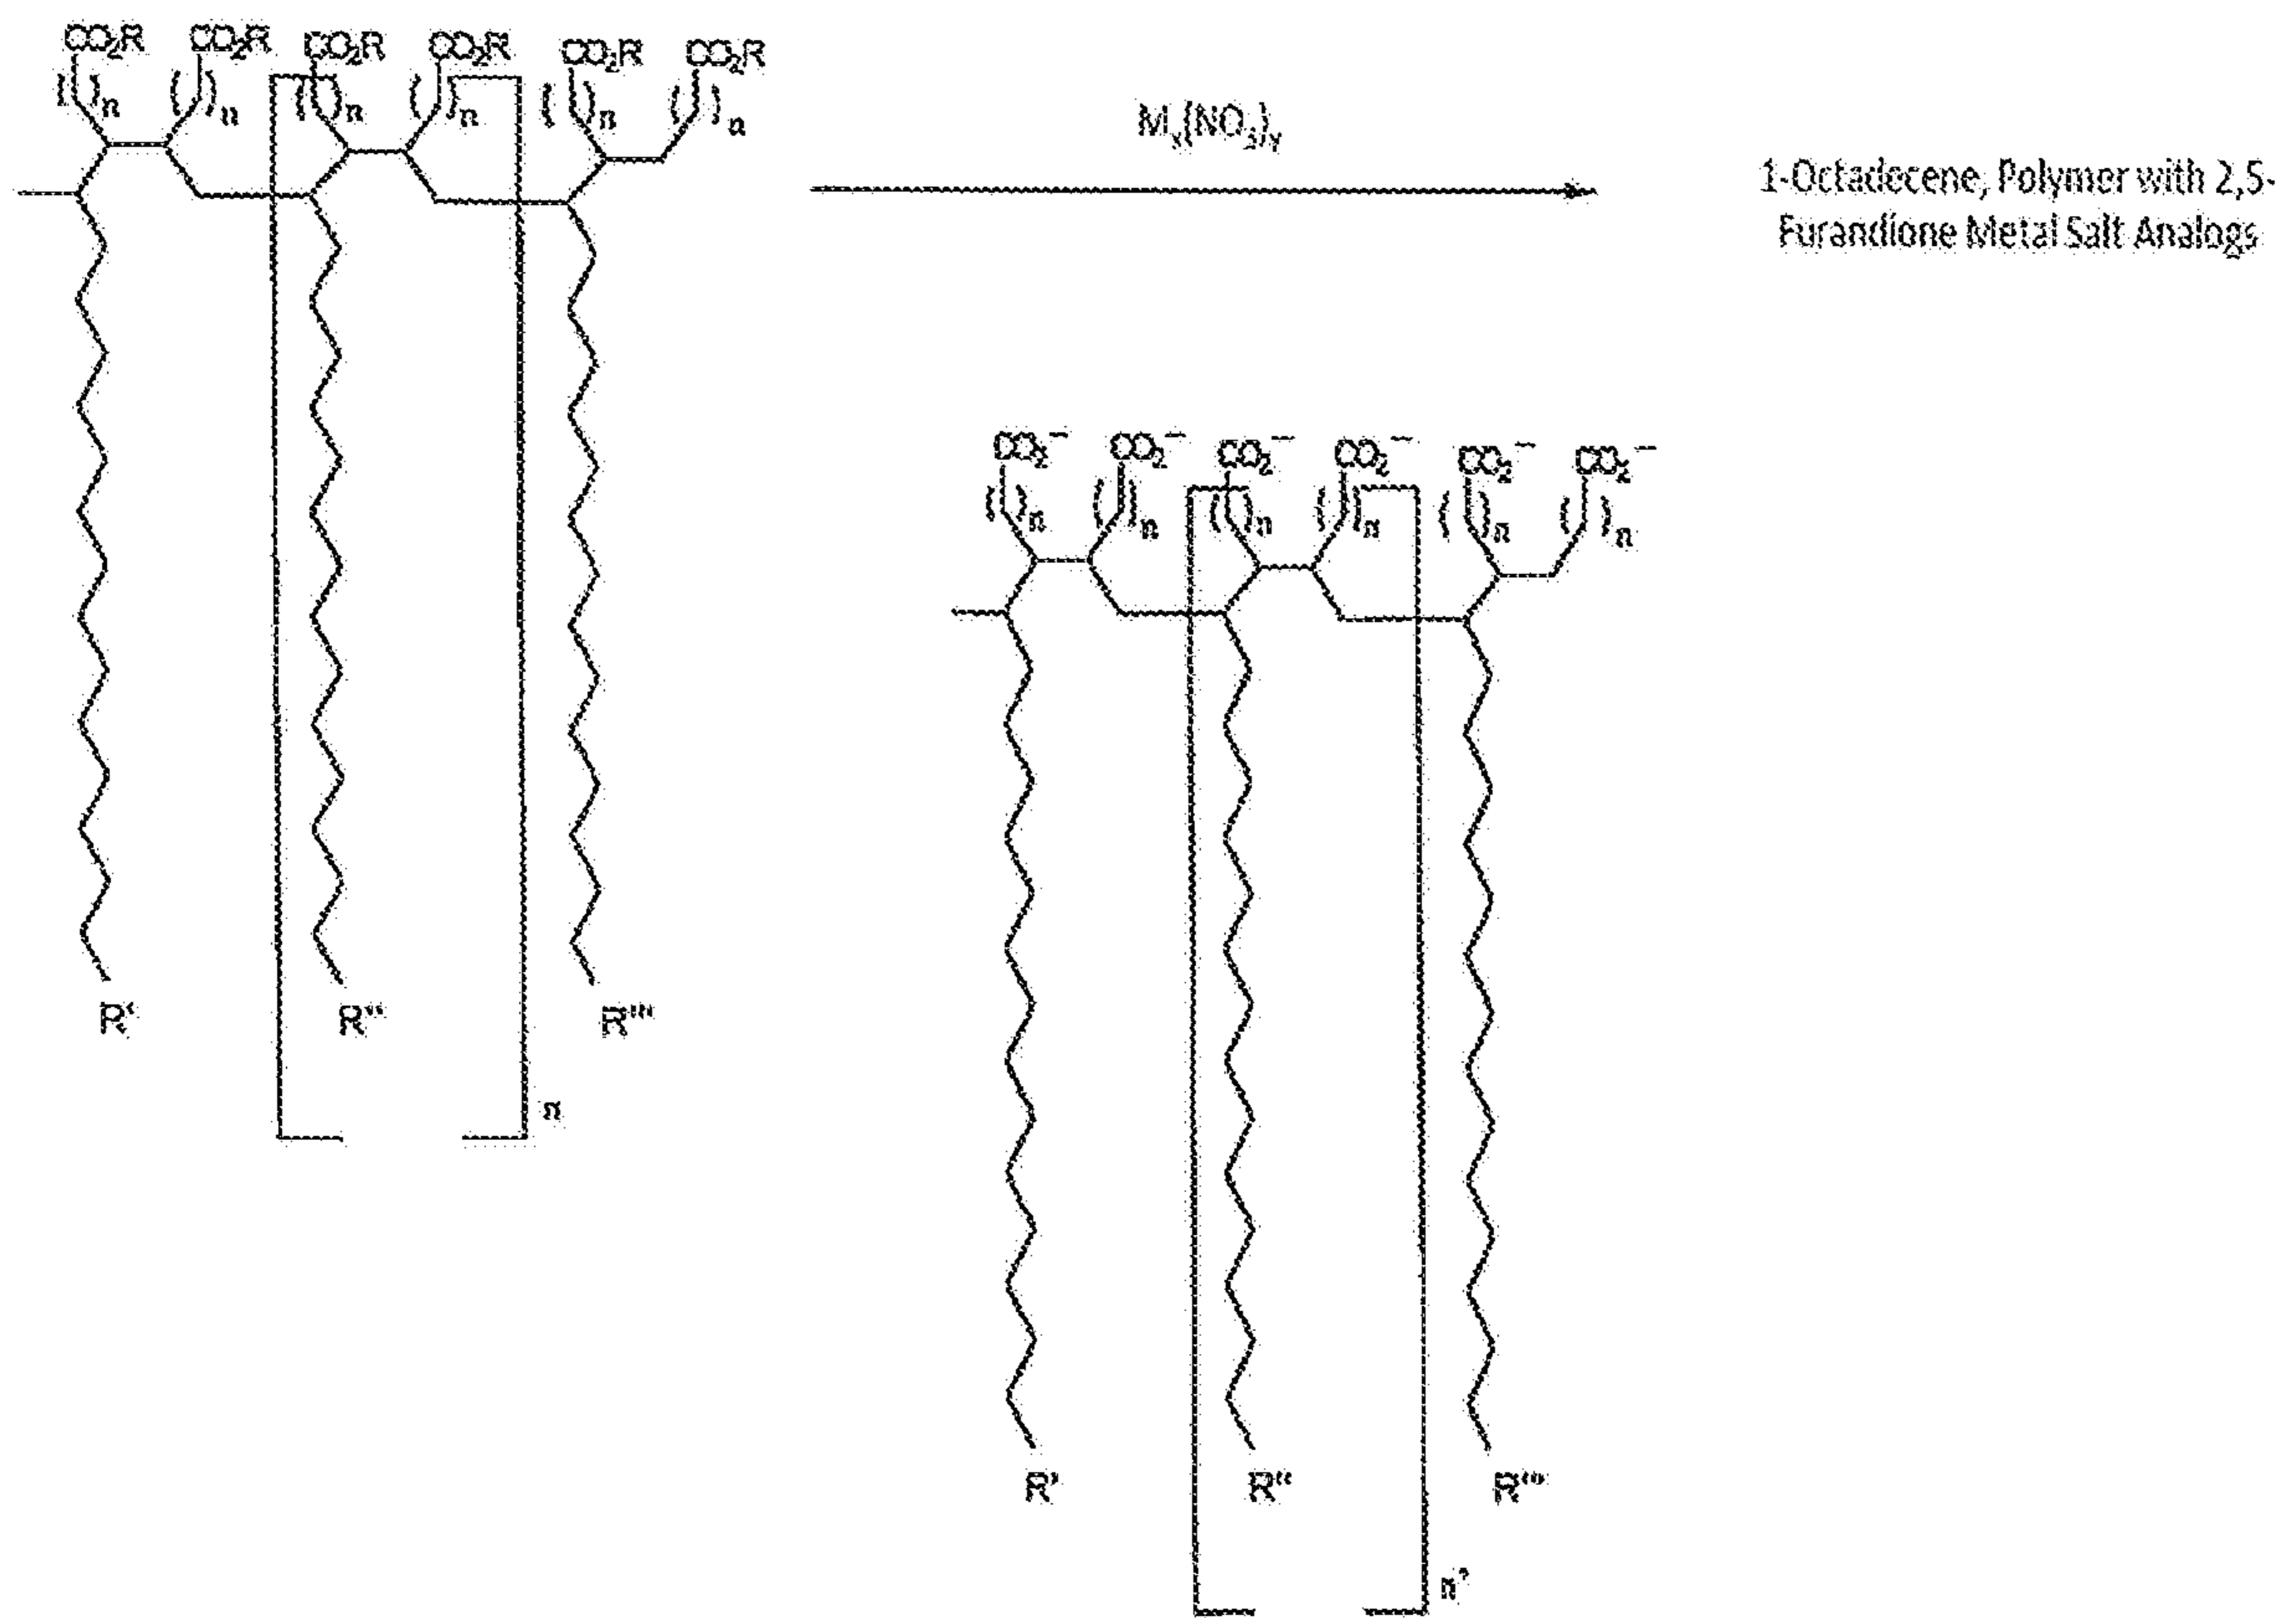 CO₂R CO₂R CO₂R CO₂R CO₂R CO₂R
( )n ( )n ( )n ( )n ( )n ( )n
Mₓ(NO₃)ᵧ
1-Octadecene, Polymer with 2,5-
Furandione Metal Salt Analogs
R' R" R'''
n
CO₂⁻ CO₂⁻ CO₂⁻ CO₂⁻ CO₂⁻ CO₂⁻
( )n ( )n ( )n ( )n ( )n ( )n
R' R" R'''
n'